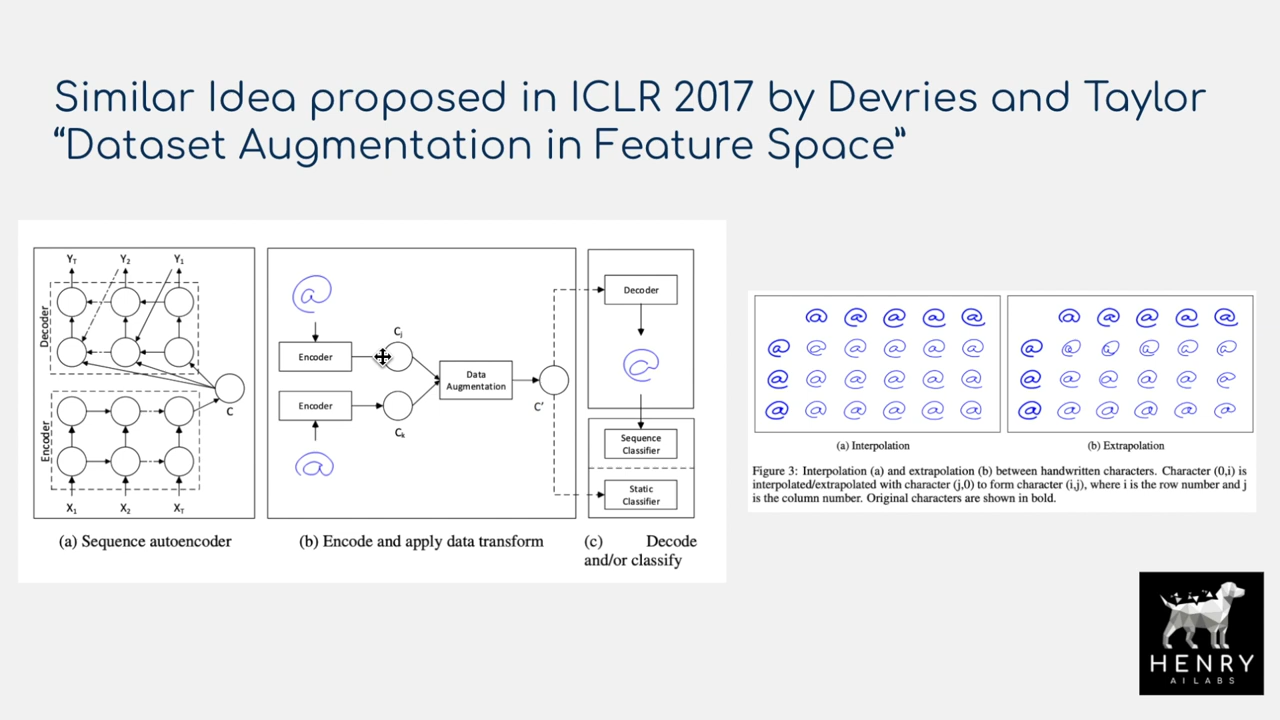 Similar Idea proposed in ICLR 2017 by Devries and Taylor
“Dataset Augmentation in Feature Space”
Y_T Y_2 Y_1
Decoder
C
Encoder
X_1 X_2 X_T
(a) Sequence autoencoder
@
Encoder
C_j
Data
Augmentation
C'
Encoder
C_k
@
(b) Encode and apply data transform
Decoder
@
Sequence
Classifier
Static
Classifier
(c) Decode
and/or classify
@ @ @ @ @
@ @ @ @ @ @
@ @ @ @ @ @
@ @ @ @ @ @
(a) Interpolation
@ @ @ @ @
@ @ @ @ @ @
@ @ @ @ @ @
@ @ @ @ @ @
(b) Extrapolation
Figure 3: Interpolation (a) and extrapolation (b) between handwritten characters. Character (0,i) is
interpolated/extrapolated with character (j,0) to form character (i,j), where i is the row number and j
is the column number. Original characters are shown in bold.
HENRY
AI LABS